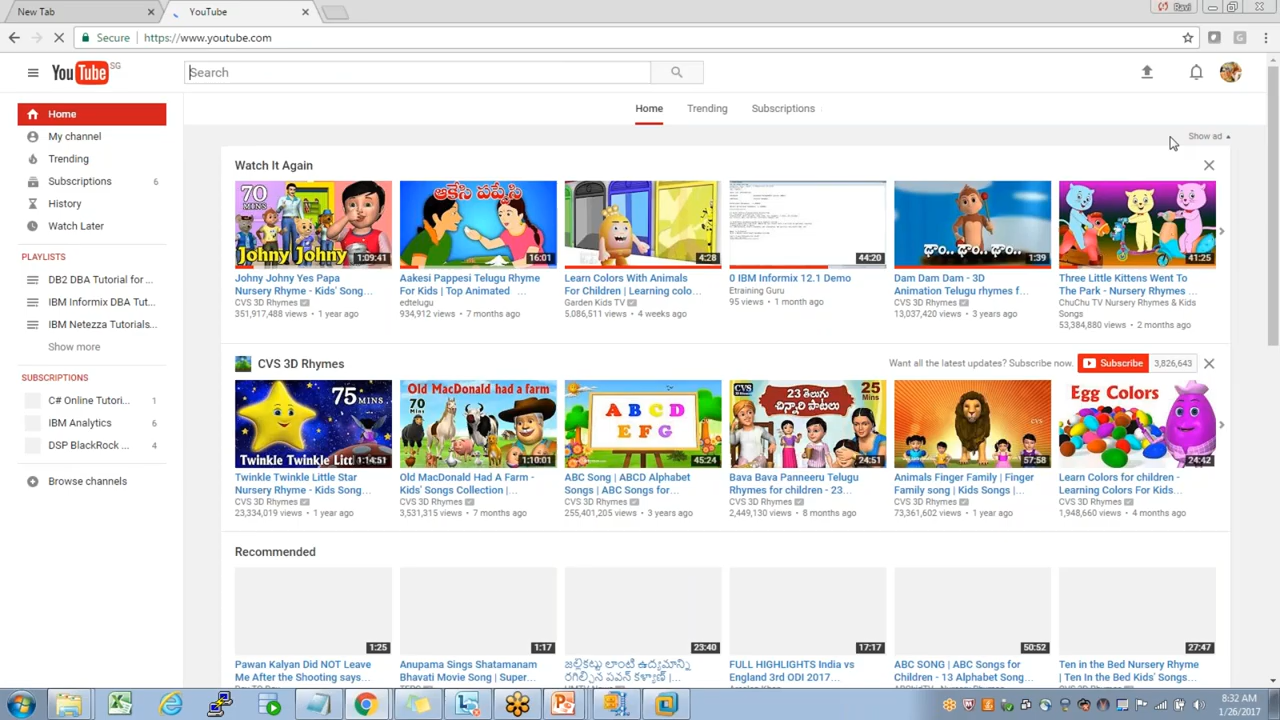 New Tab
YouTube
Ravi
Secure
https://www.youtube.com
YouTube SG
Search
Home
Trending
Subscriptions
Show ad
Home
My channel
Trending
Subscriptions 6
History
Watch Later
PLAYLISTS
DB2 DBA Tutorial for ...
IBM Informix DBA Tut...
IBM Netezza Tutorials...
Show more
SUBSCRIPTIONS
C# Online Tutori... 1
IBM Analytics 6
DSP BlackRock ... 4
Browse channels
Watch It Again
70 MINS
Johny Johny
1:09:41
16:01
4:28
44:20
ఢాం.. ఢాం.. ఢాం...
1:39
41:25
Johny Johny Yes Papa
Nursery Rhyme - Kids' Song...
CVS 3D Rhymes
351,917,488 views • 1 year ago
Aakesi Pappesi Telugu Rhyme
For Kids | Top Animated ...
edtelugu
934,912 views • 7 months ago
Learn Colors With Animals
For Children | Learning colo...
Garden Kids TV
5,086,511 views • 4 weeks ago
0 IBM Informix 12.1 Demo
Etraining Guru
95 views • 1 month ago
Dam Dam Dam - 3D
Animation Telugu rhymes f...
CVS 3D Rhymes
13,037,420 views • 3 years ago
Three Little Kittens Went To
The Park - Nursery Rhymes ...
ChuChu TV Nursery Rhymes & Kids
Songs
53,384,880 views • 2 months ago
CVS 3D Rhymes
Want all the latest updates? Subscribe now.
Subscribe 3,826,643
75 MINS
Twinkle Twinkle Little
1:14:51
Old MacDonald had a farm
70 Mins
1:10:01
A B C D
E F G
45:24
CVS
23 తెలుగు
చిన్నారి పాటలు
25 Mins
24:51
CVS
57:58
Egg Colors
24:42
Twinkle Twinkle Little Star
Nursery Rhyme - Kids Song...
CVS 3D Rhymes
23,334,019 views • 1 year ago
Old MacDonald Had A Farm -
Kids' Songs Collection |...
CVS 3D Rhymes
3,531,315 views • 7 months ago
ABC Song | ABCD Alphabet
Songs | ABC Songs for...
CVS 3D Rhymes
255,401,205 views • 3 years ago
Bava Bava Panneeru Telugu
Rhymes for children - 23...
CVS 3D Rhymes
2,449,130 views • 8 months ago
Animals Finger Family | Finger
Family song | Kids Songs |...
CVS 3D Rhymes
73,361,602 views • 1 year ago
Learn Colors for children -
Learning Colors For Kids...
CVS 3D Rhymes
1,948,660 views • 4 months ago
Recommended
1:25
1:17
23:40
17:17
50:52
27:47
Pawan Kalyan Did NOT Leave
Me After the Shooting says...
Anupama Sings Shatamanam
Bhavati Movie Song | Super...
జల్లికట్టు లాంటి ఉద్యమాన్ని
FULL HIGHLIGHTS India vs
England 3rd ODI 2017...
ABC SONG | ABC Songs for
Children - 13 Alphabet Song...
Ten in the Bed Nursery Rhyme
| Ten In the Bed Kids' Songs...
8:32 AM
1/26/2017